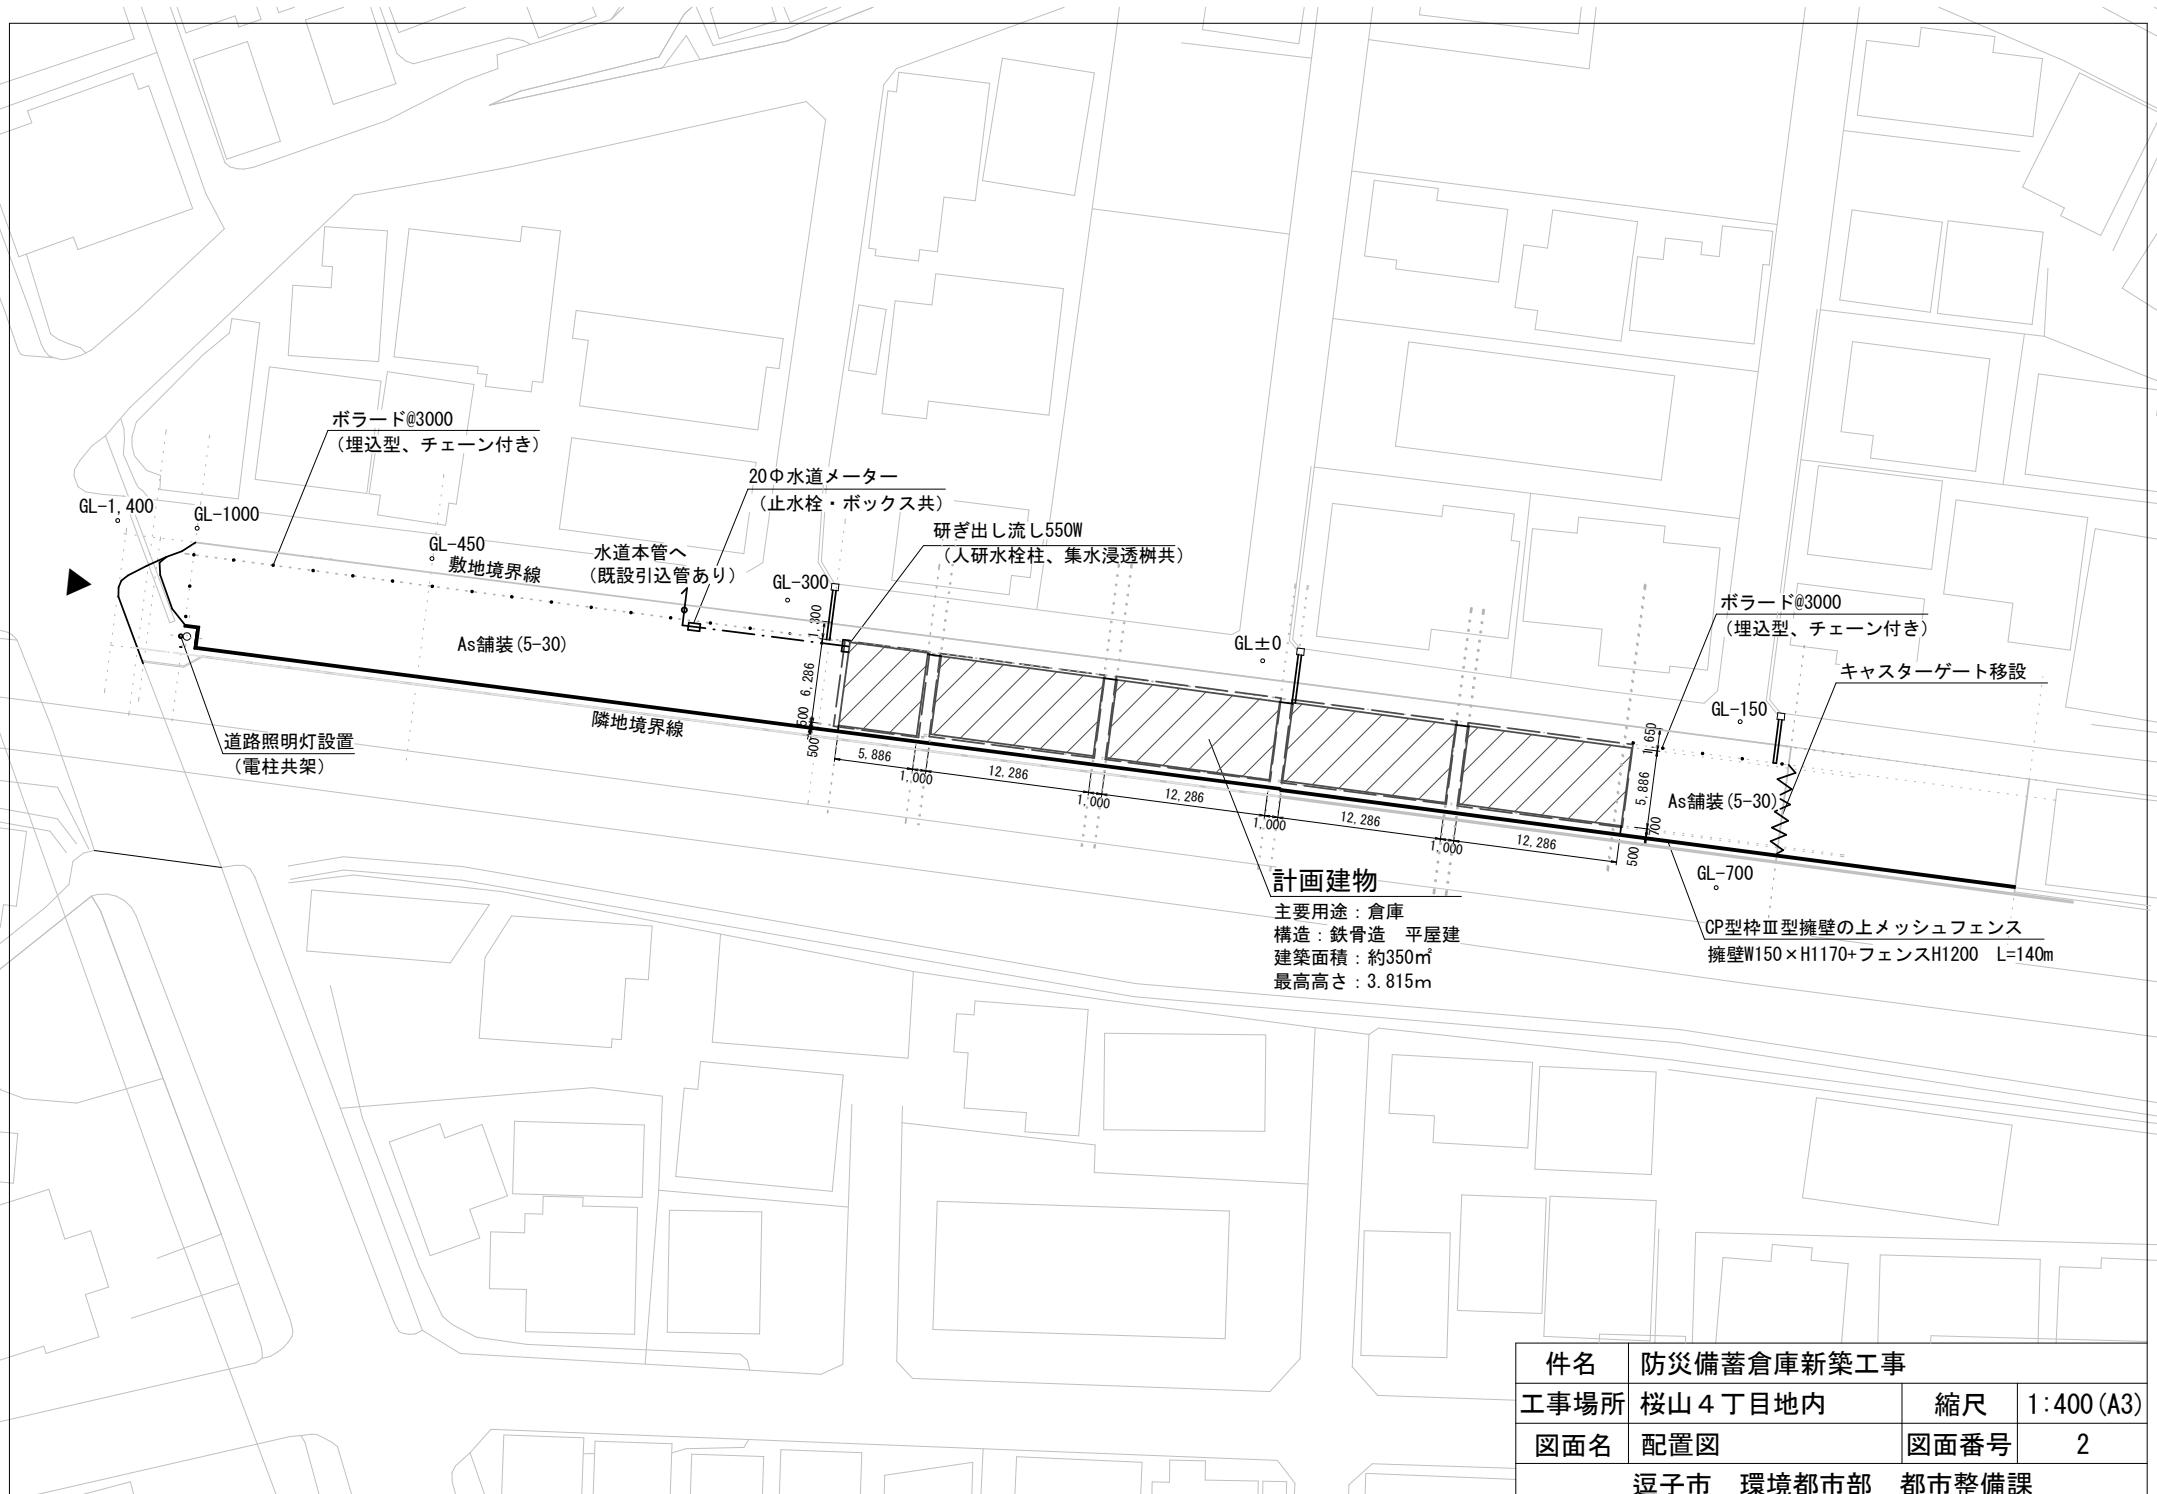 ボラード@3000
(埋込型、チェーン付き)
GL-1,400
GL-1000
GL-450
敷地境界線
20Φ水道メーター
(止水栓・ボックス共)
水道本管へ
(既設引込管あり)
研ぎ出し流し550W
(人研水栓柱、集水浸透桝共)
GL-300
300
As舗装(5-30)
6,286
500
500
隣地境界線
道路照明灯設置
(電柱共架)
5,886
1,000
12,286
1,000
12,286
1,000
12,286
1,000
12,286
GL±0
ボラード@3000
(埋込型、チェーン付き)
キャスターゲート移設
GL-150
1,650
5,886
As舗装(5-30)
700
500
GL-700
CP型枠Ⅲ型擁壁の上メッシュフェンス
擁壁W150×H1170+フェンスH1200 L=140m
計画建物
主要用途:倉庫
構造:鉄骨造 平屋建
建築面積:約350㎡
最高高さ:3.815m
件名 防災備蓄倉庫新築工事
工事場所 桜山4丁目地内 縮尺 1:400(A3)
図面名 配置図 図面番号 2
逗子市 環境都市部 都市整備課